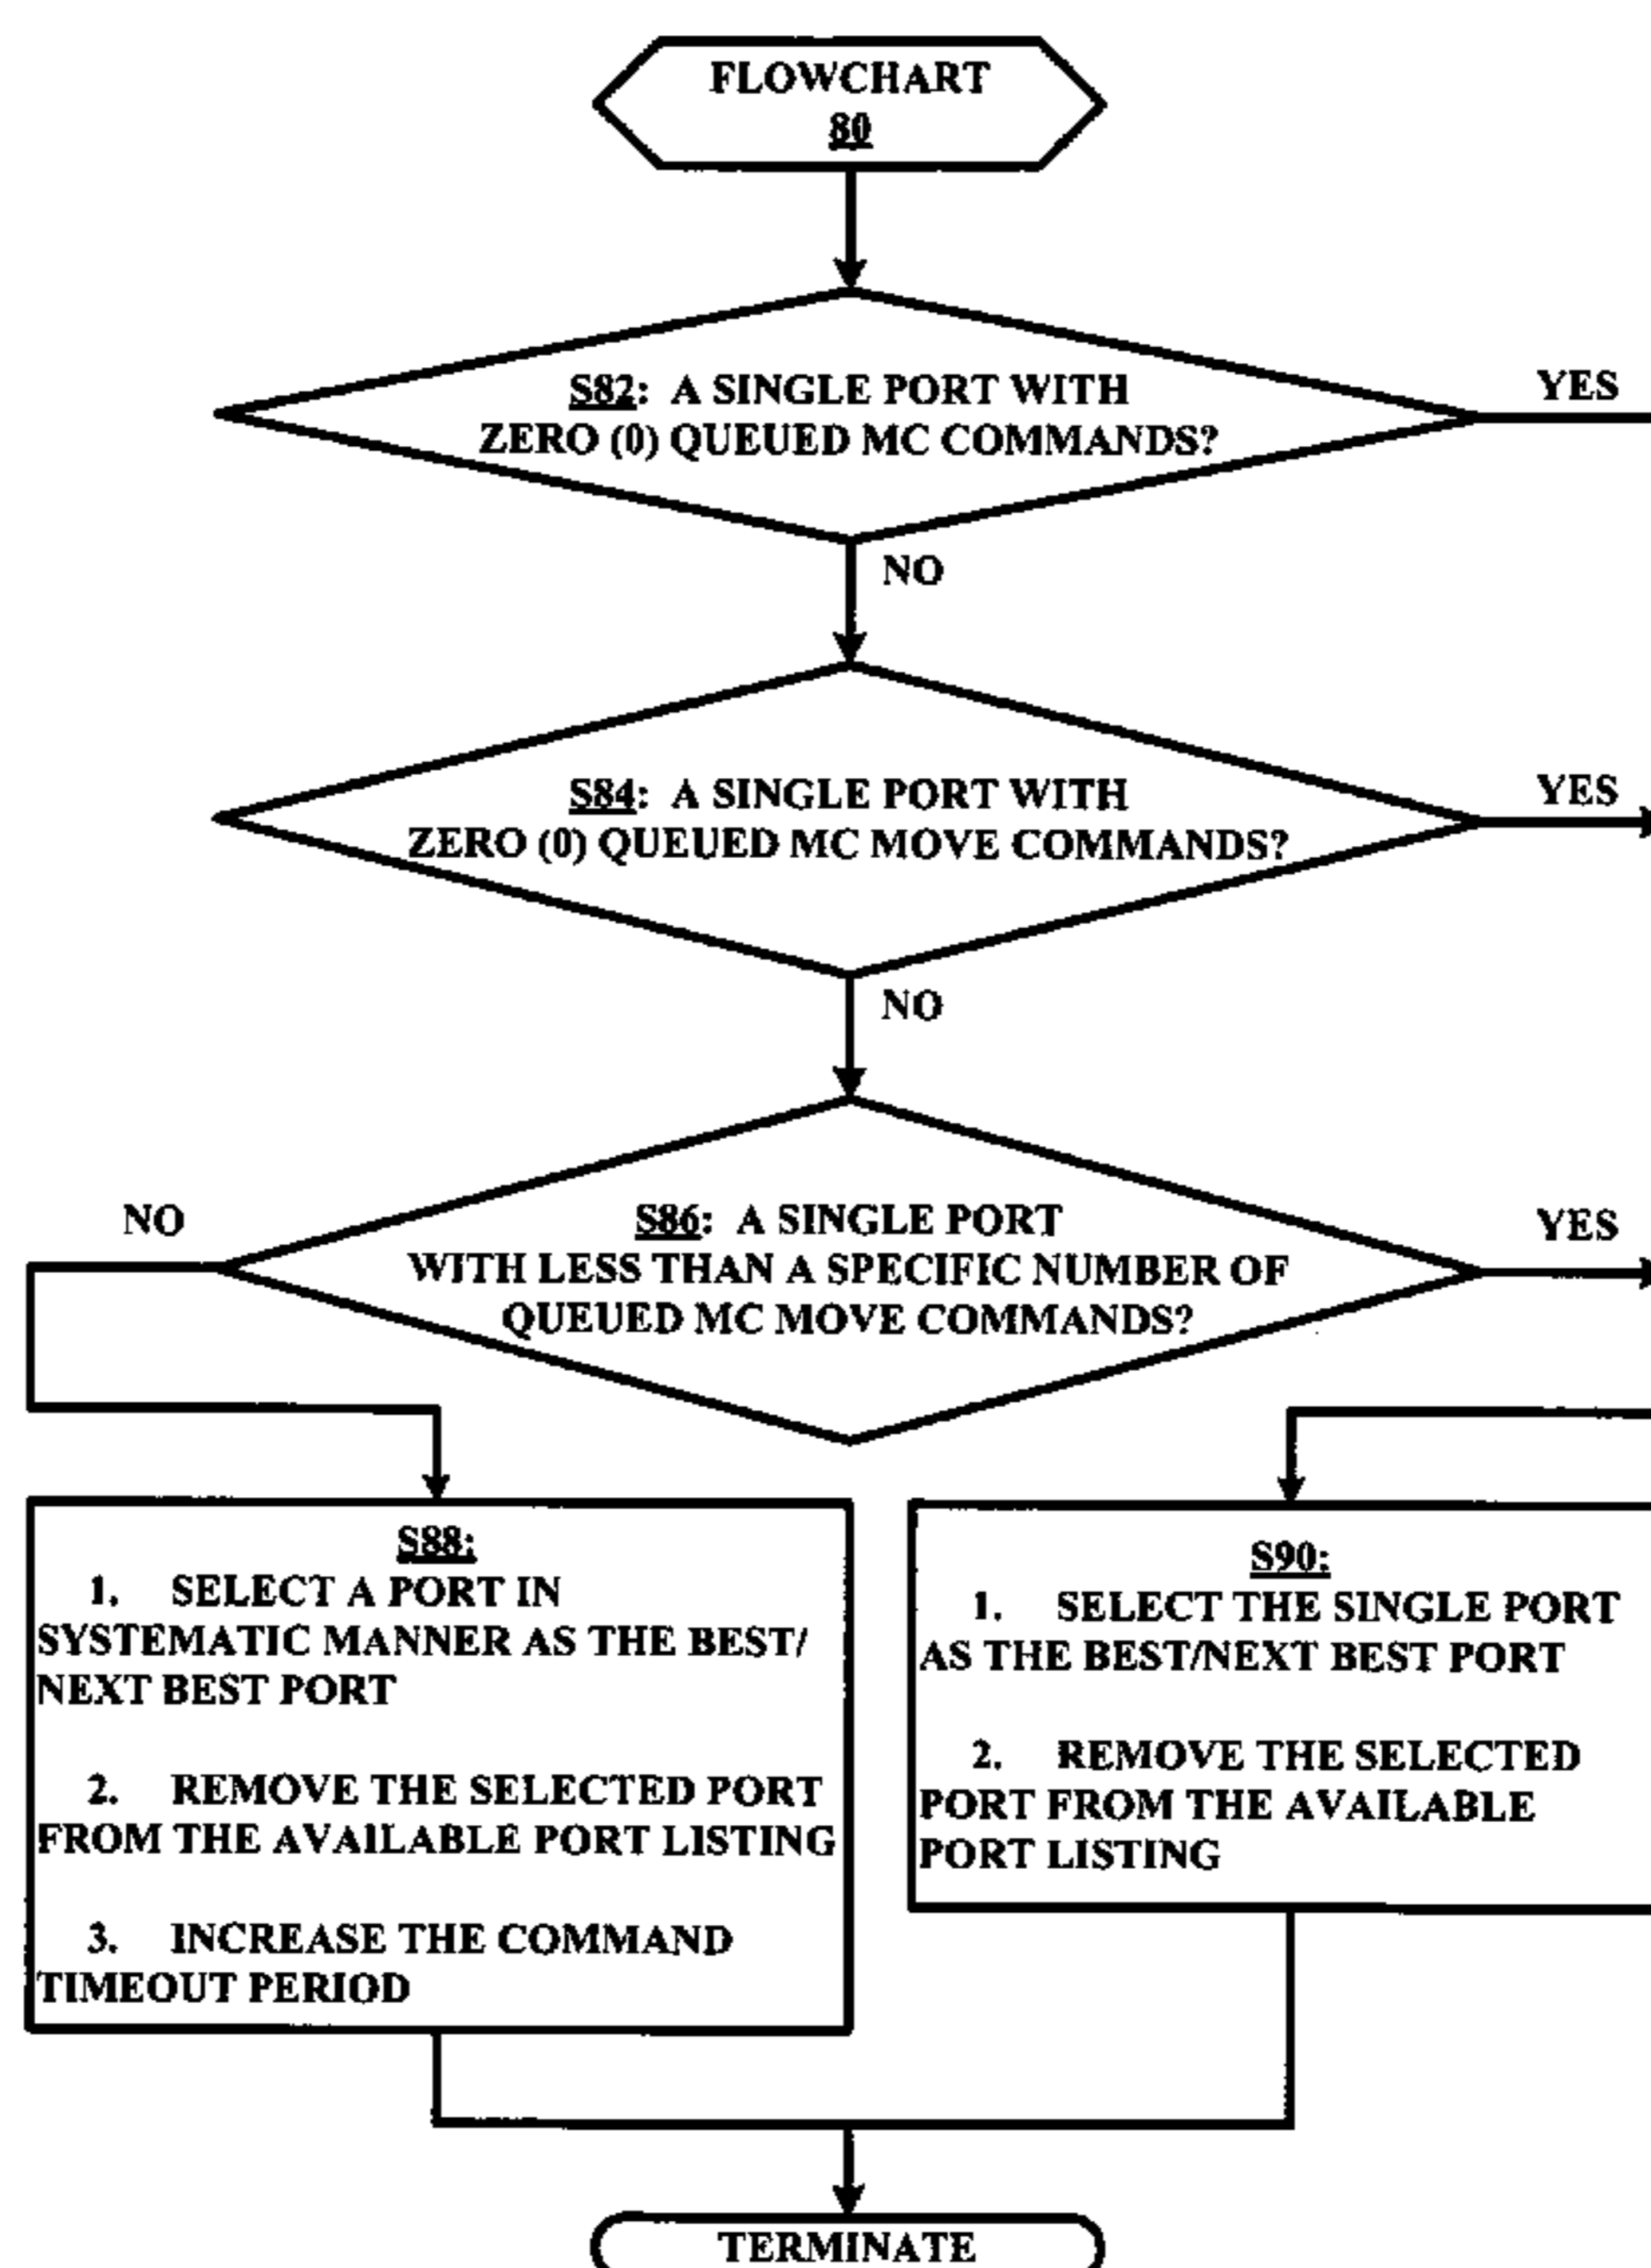 FLOWCHART
80
S82: A SINGLE PORT WITH
ZERO (0) QUEUED MC COMMANDS?
YES
NO
S84: A SINGLE PORT WITH
ZERO (0) QUEUED MC MOVE COMMANDS?
YES
NO
S86: A SINGLE PORT
WITH LESS THAN A SPECIFIC NUMBER OF
QUEUED MC MOVE COMMANDS?
NO
YES
S88:
1. SELECT A PORT IN
SYSTEMATIC MANNER AS THE BEST/
NEXT BEST PORT
2. REMOVE THE SELECTED PORT
FROM THE AVAILABLE PORT LISTING
3. INCREASE THE COMMAND
TIMEOUT PERIOD
S90:
1. SELECT THE SINGLE PORT
AS THE BEST/NEXT BEST PORT
2. REMOVE THE SELECTED
PORT FROM THE AVAILABLE
PORT LISTING
TERMINATE